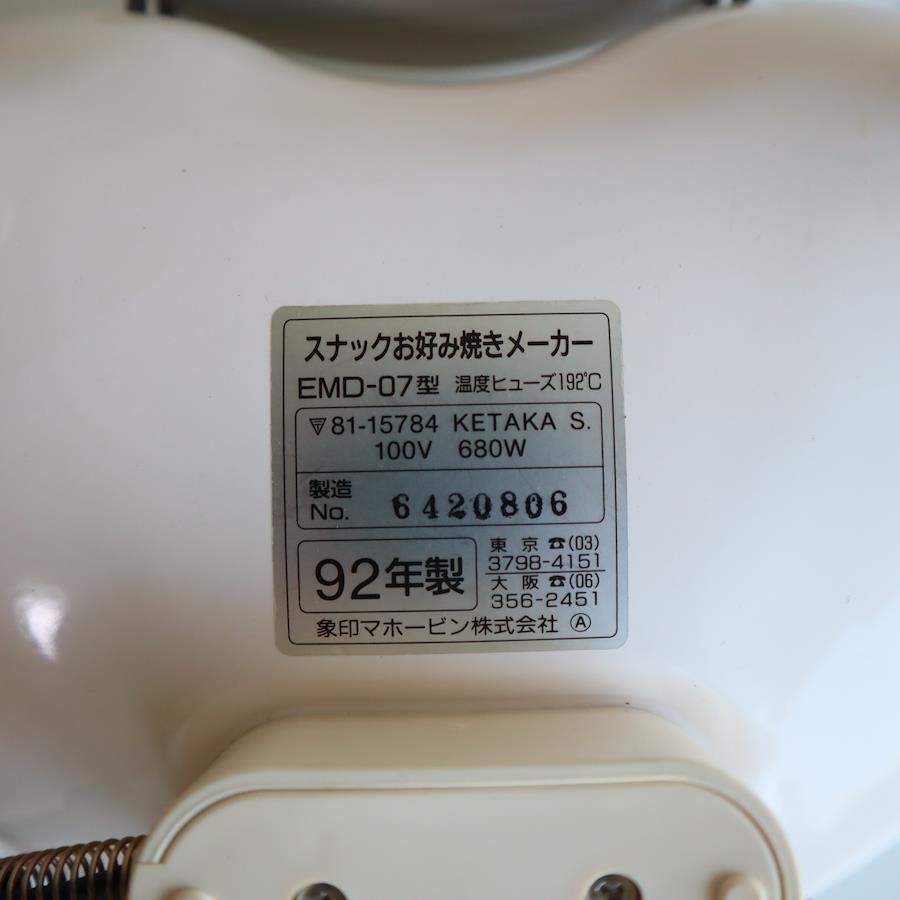 スナックお好み焼きメーカー
EMD-07型 温度ヒューズ192℃
81-15784 KETAKA S.
100V 680W
製造
No. 6420806
92年製
東京☎(03)
3798-4151
大阪☎(06)
356-2451
象印マホービン株式会社 Ⓐ